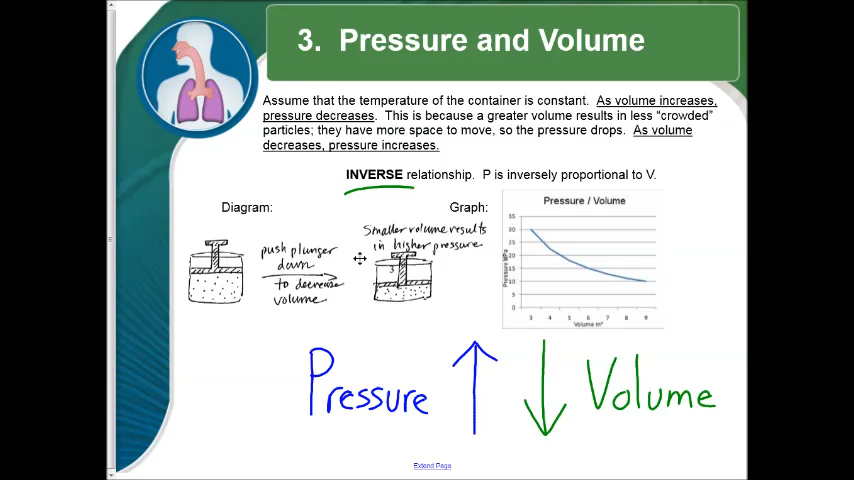 3. Pressure and Volume
Assume that the temperature of the container is constant. As volume increases,
pressure decreases. This is because a greater volume results in less “crowded”
particles; they have more space to move, so the pressure drops. As volume
decreases, pressure increases.
INVERSE relationship. P is inversely proportional to V.
Diagram:
Graph:
push plunger
down
to decrease
volume
Smaller volume results
in higher pressure
3
Pressure / Volume
Pressure MPa
35
30
25
20
15
10
5
0
3 4 5 6 7 8 9
Volume m³
Pressure
Volume
Extend Page